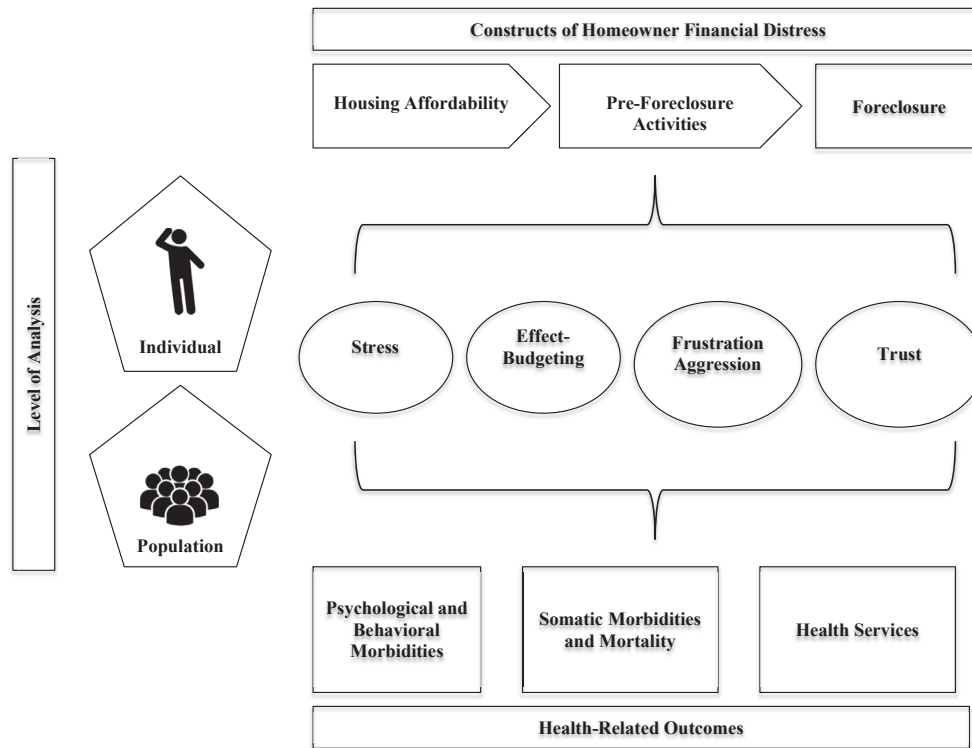 Constructs of Homeowner Financial Distress
Housing Affordability
Pre-Foreclosure
Activities
Foreclosure
Level of Analysis
Individual
Population
Stress
Effect-
Budgeting
Frustration
Aggression
Trust
Psychological and
Behavioral
Morbidities
Somatic Morbidities
and Mortality
Health Services
Health-Related Outcomes